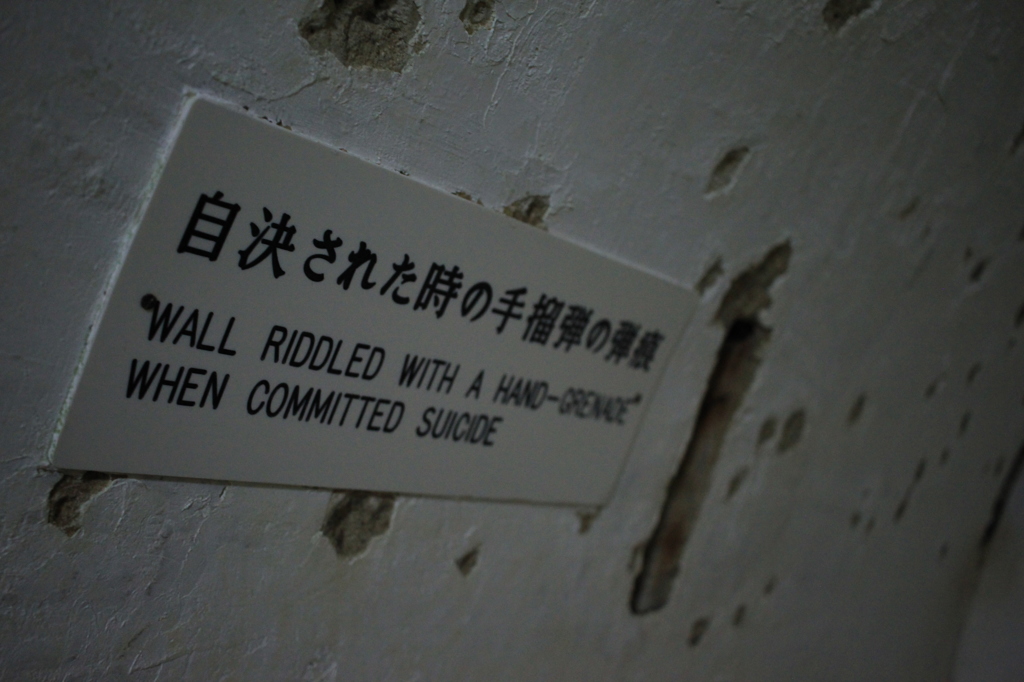 自決された時の手榴弾の弾痕
"WALL RIDDLED WITH A HAND-GRENADE"
WHEN COMMITTED SUICIDE